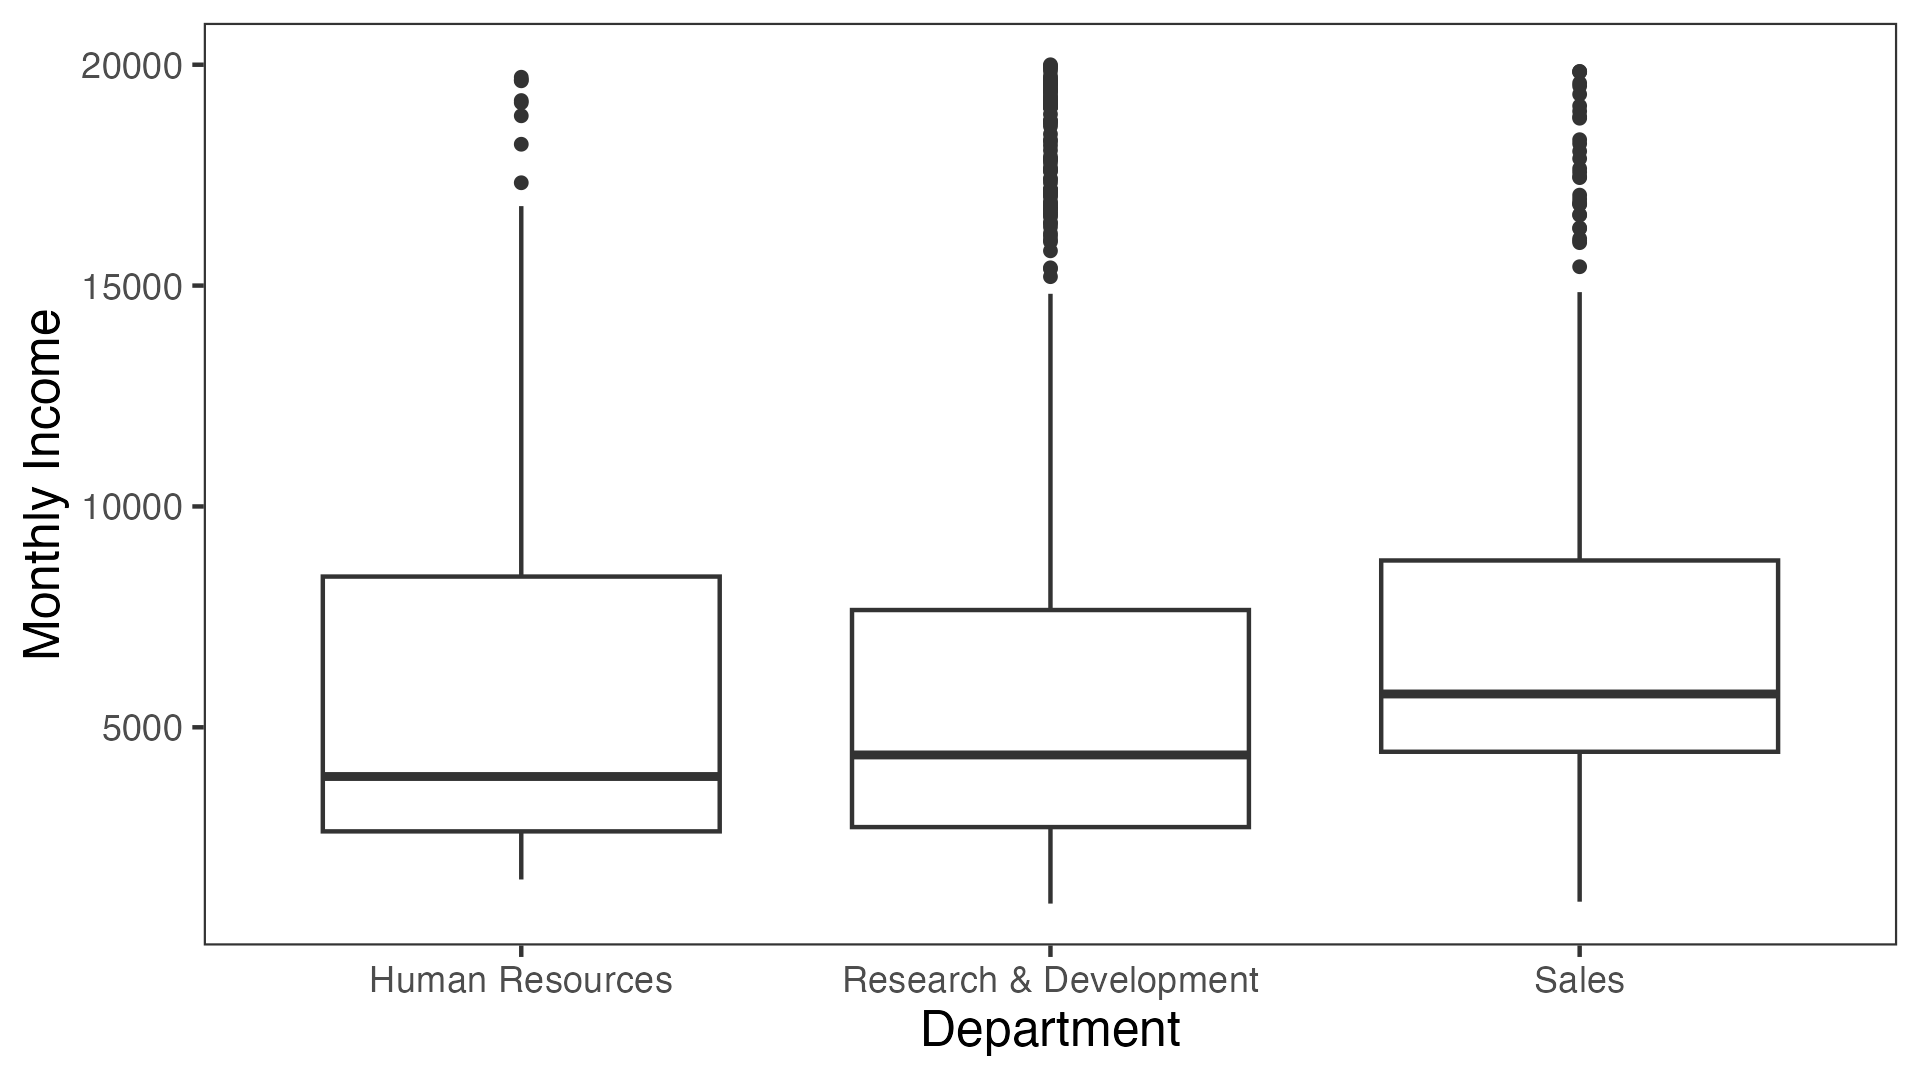 Monthly Income
20000
15000
10000
5000
Human Resources
Research & Development
Sales
Department